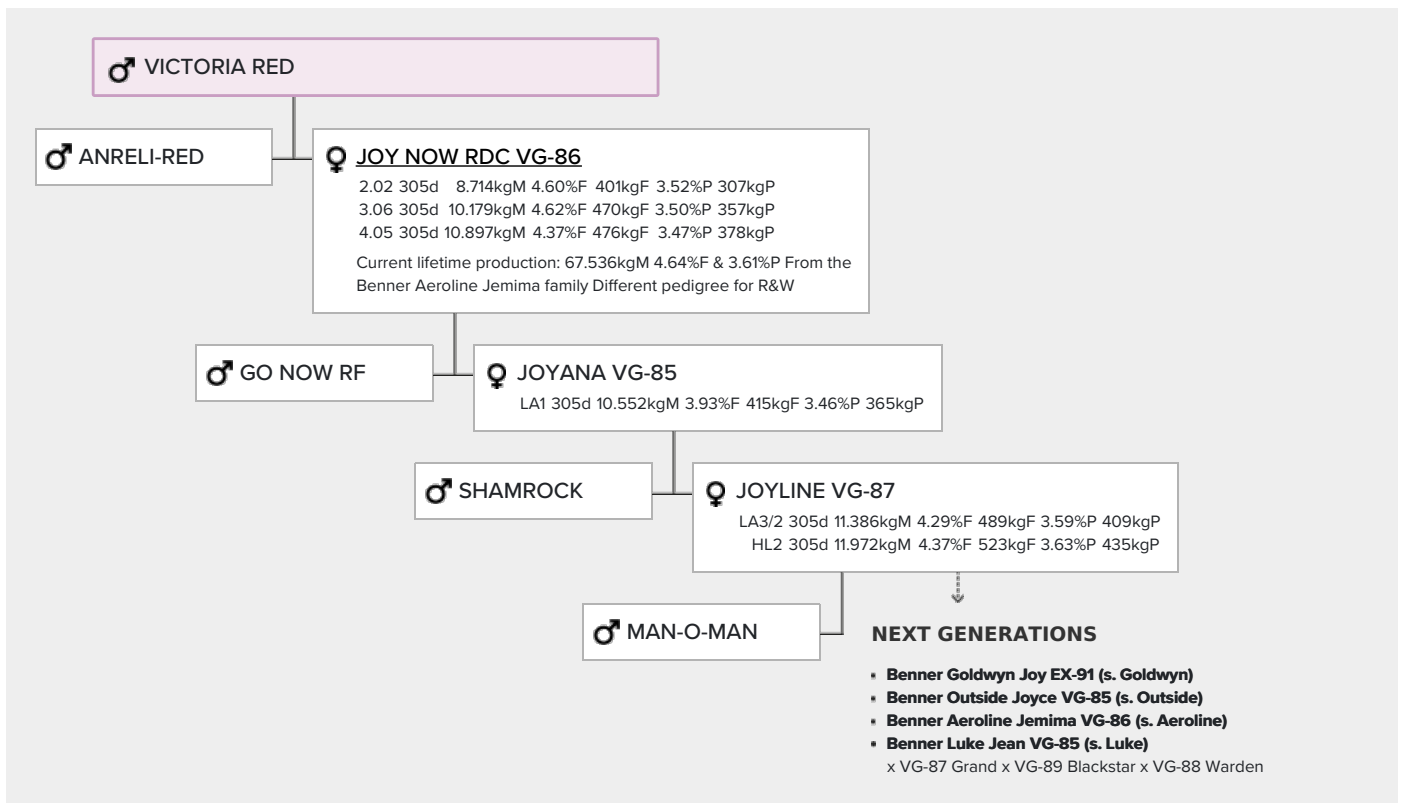 VICTORIA RED
ANRELI-RED
JOY NOW RDC VG-86
2.02 305d 8.714kgM 4.60%F 401kgF 3.52%P 307kgP
3.06 305d 10.179kgM 4.62%F 470kgF 3.50%P 357kgP
4.05 305d 10.897kgM 4.37%F 476kgF 3.47%P 378kgP
Current lifetime production: 67.536kgM 4.64%F & 3.61%P From the
Benner Aeroline Jemima family Different pedigree for R&W
GO NOW RF
JOYANA VG-85
LA1 305d 10.552kgM 3.93%F 415kgF 3.46%P 365kgP
SHAMROCK
JOYLINE VG-87
LA3/2 305d 11.386kgM 4.29%F 489kgF 3.59%P 409kgP
HL2 305d 11.972kgM 4.37%F 523kgF 3.63%P 435kgP
MAN-O-MAN
NEXT GENERATIONS
• Benner Goldwyn Joy EX-91 (s. Goldwyn)
• Benner Outside Joyce VG-85 (s. Outside)
• Benner Aeroline Jemima VG-86 (s. Aeroline)
• Benner Luke Jean VG-85 (s. Luke)
x VG-87 Grand x VG-89 Blackstar x VG-88 Warden